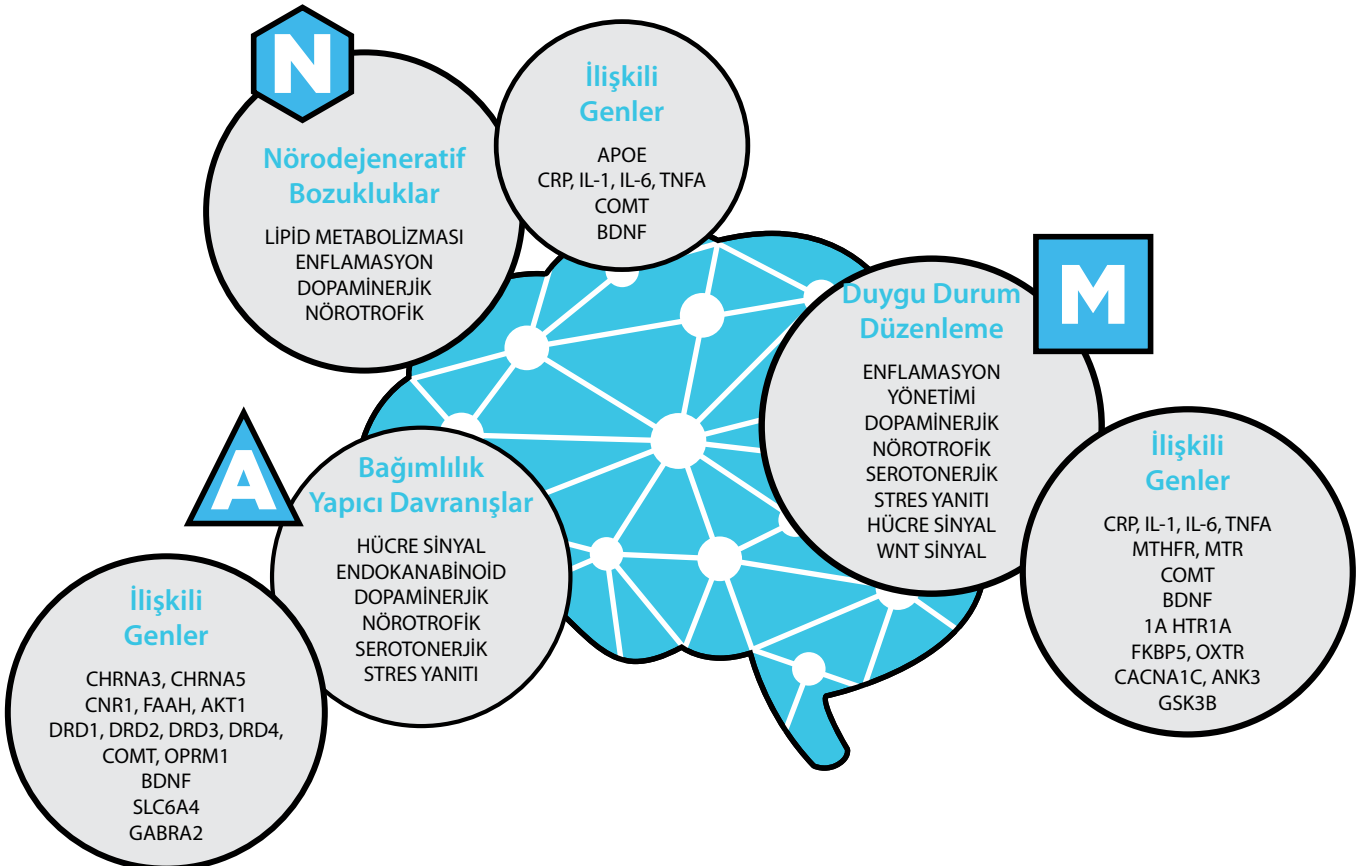 N
Nörodejeneratif
Bozukluklar
LİPİD METABOLİZMASI
ENFLAMASYON
DOPAMİNERJİK
NÖROTROFİK
İlişkili
Genler
APOE
CRP, IL-1, IL-6, TNFA
COMT
BDNF
M
Duygu Durum
Düzenleme
ENFLAMASYON
YÖNETİMİ
DOPAMİNERJİK
NÖROTROFİK
SEROTONERJİK
STRES YANITI
HÜCRE SİNYAL
WNT SİNYAL
İlişkili
Genler
CRP, IL-1, IL-6, TNFA
MTHFR, MTR
COMT
BDNF
1A HTR1A
FKBP5, OXTR
CACNA1C, ANK3
GSK3B
A
Bağımlılık
Yapıcı Davranışlar
HÜCRE SİNYAL
ENDOKANABİNOİD
DOPAMİNERJİK
NÖROTROFİK
SEROTONERJİK
STRES YANITI
İlişkili
Genler
CHRNA3, CHRNA5
CNR1, FAAH, AKT1
DRD1, DRD2, DRD3, DRD4,
COMT, OPRM1
BDNF
SLC6A4
GABRA2